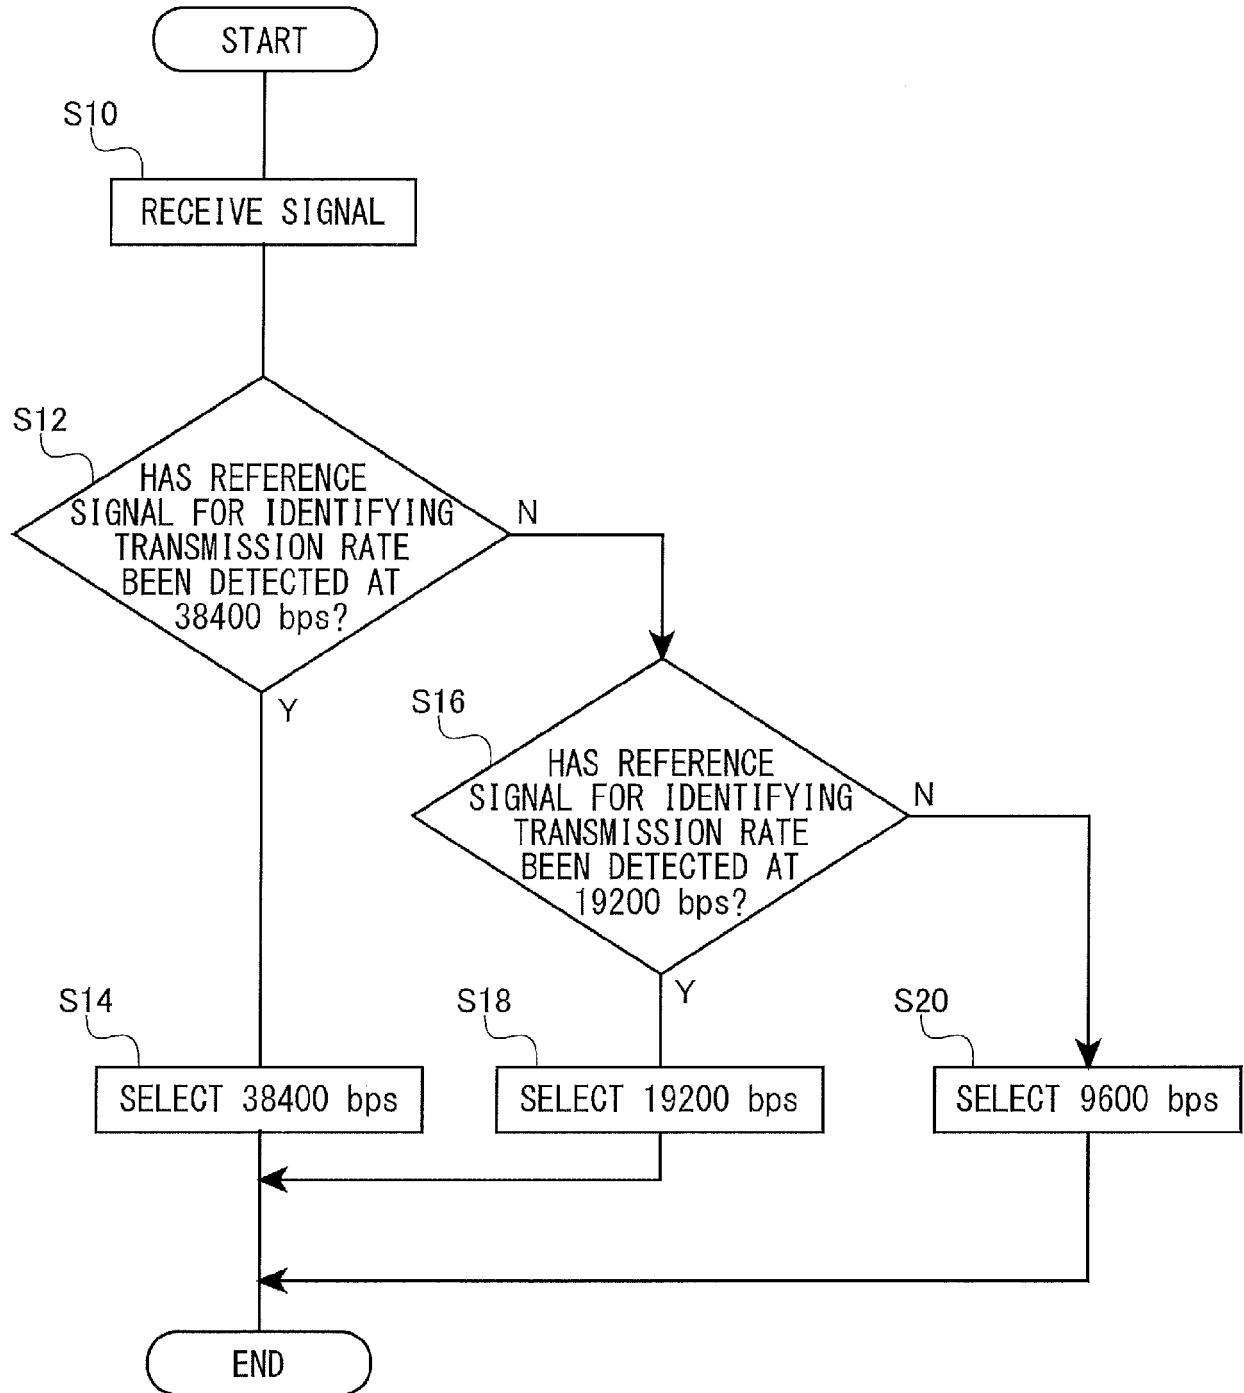 START
S10
RECEIVE SIGNAL
S12
HAS REFERENCE
SIGNAL FOR IDENTIFYING
TRANSMISSION RATE
BEEN DETECTED AT
38400 bps?
N
Y
S16
HAS REFERENCE
SIGNAL FOR IDENTIFYING
TRANSMISSION RATE
BEEN DETECTED AT
19200 bps?
N
Y
S14
SELECT 38400 bps
S18
SELECT 19200 bps
S20
SELECT 9600 bps
END